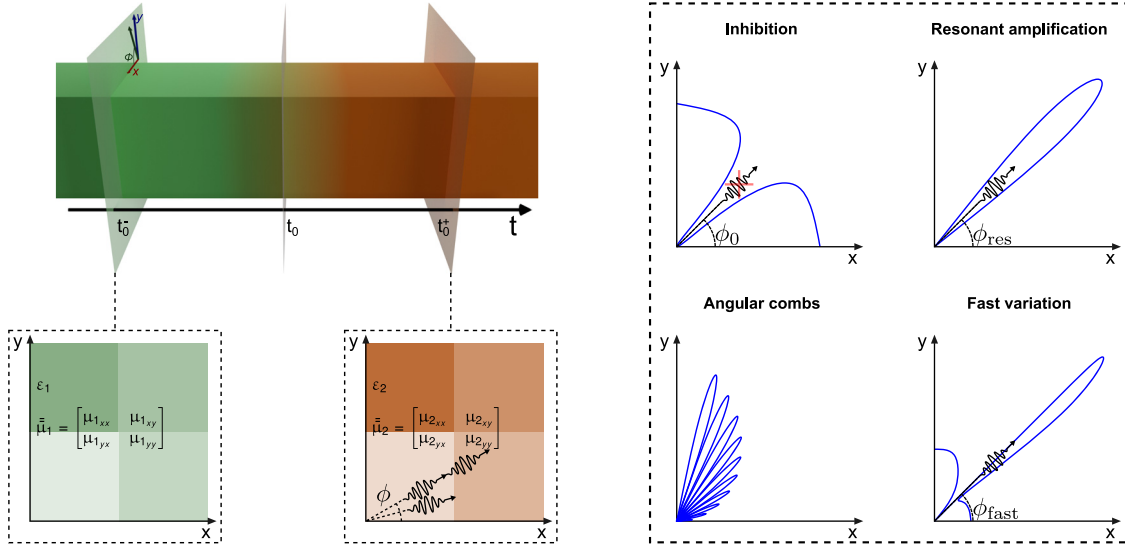 y
Φ
x
t₀⁻
t₀
t₀⁺
t
y
ε₁
μ̿₁ = [μ₁ₓₓ μ₁ₓᵧ
μ₁ᵧₓ μ₁ᵧᵧ]
x
y
ε₂
μ̿₂ = [μ₂ₓₓ μ₂ₓᵧ
μ₂ᵧₓ μ₂ᵧᵧ]
ϕ
x
Inhibition
y
ϕ₀
x
Resonant amplification
y
ϕres
x
Angular combs
y
x
Fast variation
y
ϕfast
x